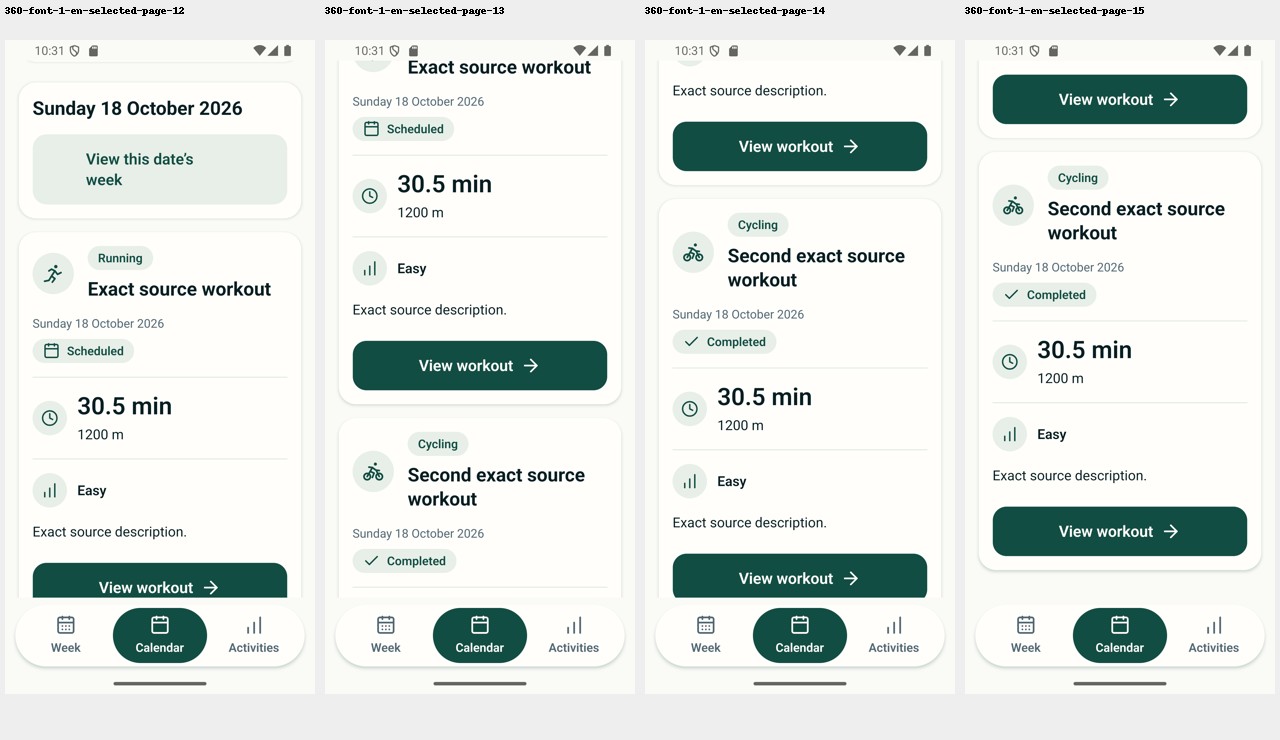 360-font-1-en-selected-page-12
10:31
Sunday 18 October 2026
View this date’s
week
Running
Exact source workout
Sunday 18 October 2026
Scheduled
30.5 min
1200 m
Easy
Exact source description.
View workout
Week
Calendar
Activities
360-font-1-en-selected-page-13
10:31
Exact source workout
Sunday 18 October 2026
Scheduled
30.5 min
1200 m
Easy
Exact source description.
View workout
Cycling
Second exact source
workout
Sunday 18 October 2026
Completed
Week
Calendar
Activities
360-font-1-en-selected-page-14
10:31
Exact source description.
View workout
Cycling
Second exact source
workout
Sunday 18 October 2026
Completed
30.5 min
1200 m
Easy
Exact source description.
View workout
Week
Calendar
Activities
360-font-1-en-selected-page-15
10:31
View workout
Cycling
Second exact source
workout
Sunday 18 October 2026
Completed
30.5 min
1200 m
Easy
Exact source description.
View workout
Week
Calendar
Activities